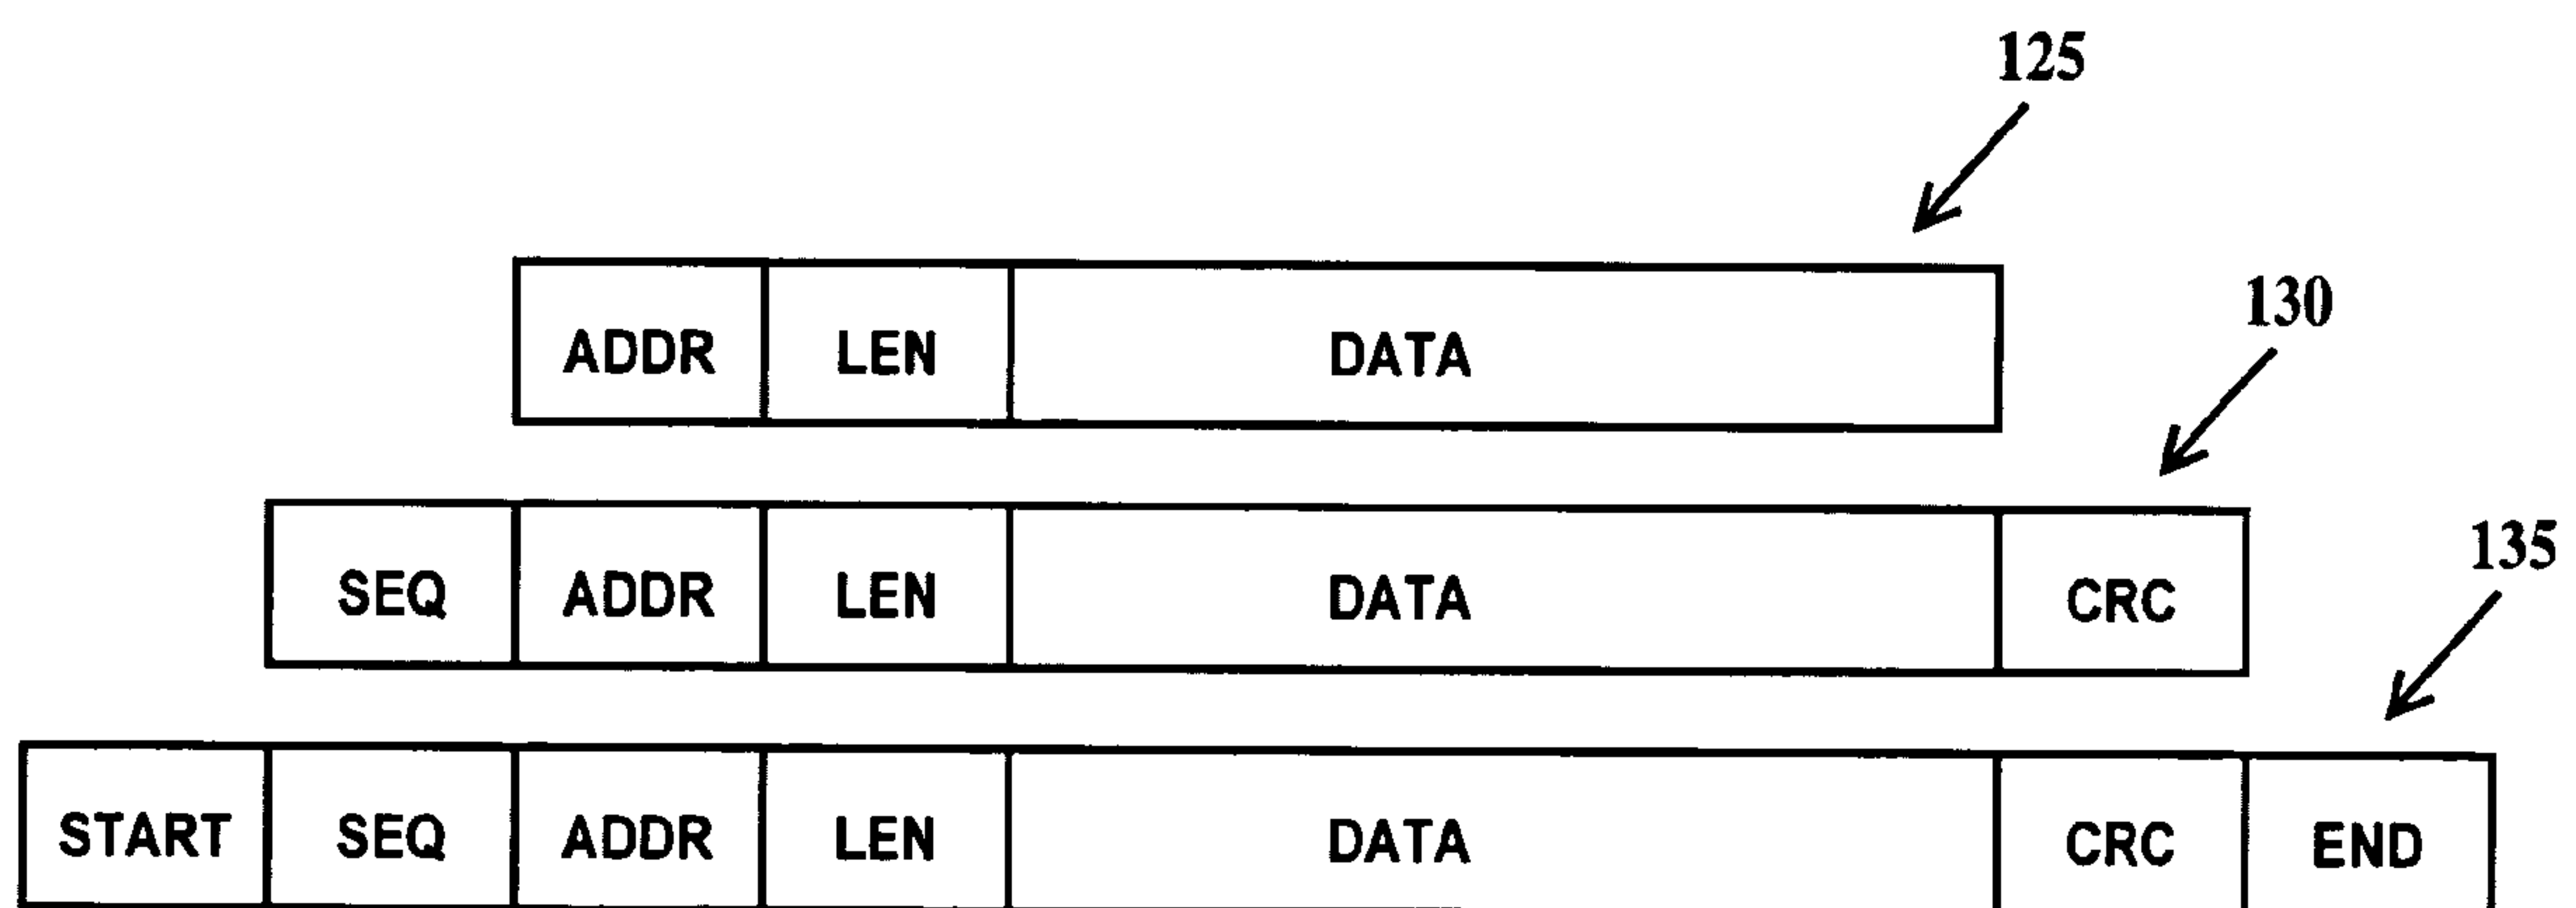 125
ADDR LEN DATA
130
SEQ ADDR LEN DATA CRC
135
START SEQ ADDR LEN DATA CRC END